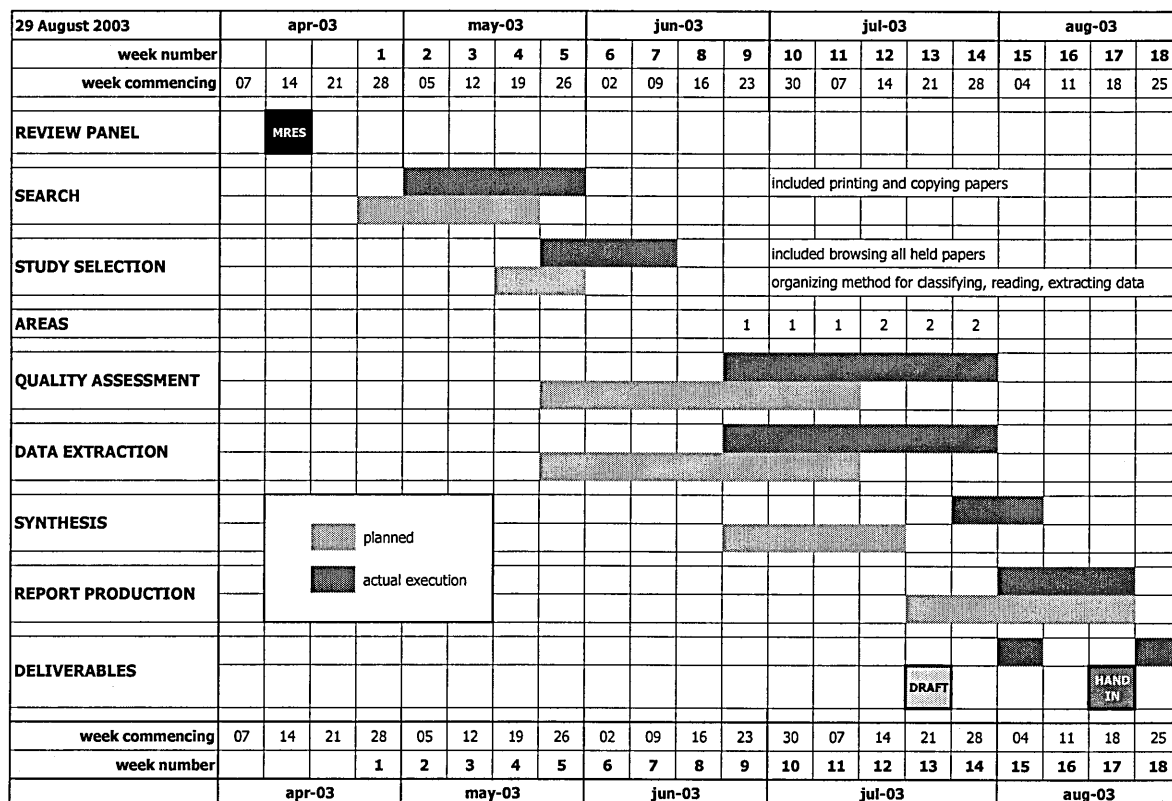 29 August 2003 apr-03 may-03 jun-03 jul-03 aug-03
week number 1 2 3 4 5 6 7 8 9 10 11 12 13 14 15 16 17 18
week commencing 07 14 21 28 05 12 19 26 02 09 16 23 30 07 14 21 28 04 11 18 25
REVIEW PANEL MRES
SEARCH
included printing and copying papers
STUDY SELECTION
included browsing all held papers
organizing method for classifying, reading, extracting data
AREAS 1 1 1 2 2 2
QUALITY ASSESSMENT
DATA EXTRACTION
SYNTHESIS
planned
actual execution
REPORT PRODUCTION
DELIVERABLES
DRAFT
HAND
IN
week commencing 07 14 21 28 05 12 19 26 02 09 16 23 30 07 14 21 28 04 11 18 25
week number 1 2 3 4 5 6 7 8 9 10 11 12 13 14 15 16 17 18
apr-03 may-03 jun-03 jul-03 aug-03